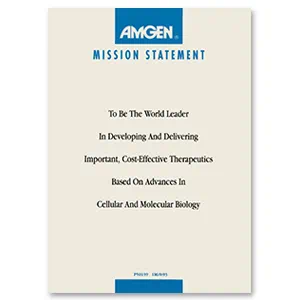 AMGEN®
MISSION STATEMENT
To Be The World Leader
In Developing And Delivering
Important, Cost-Effective Therapeutics
Based On Advances In
Cellular And Molecular Biology